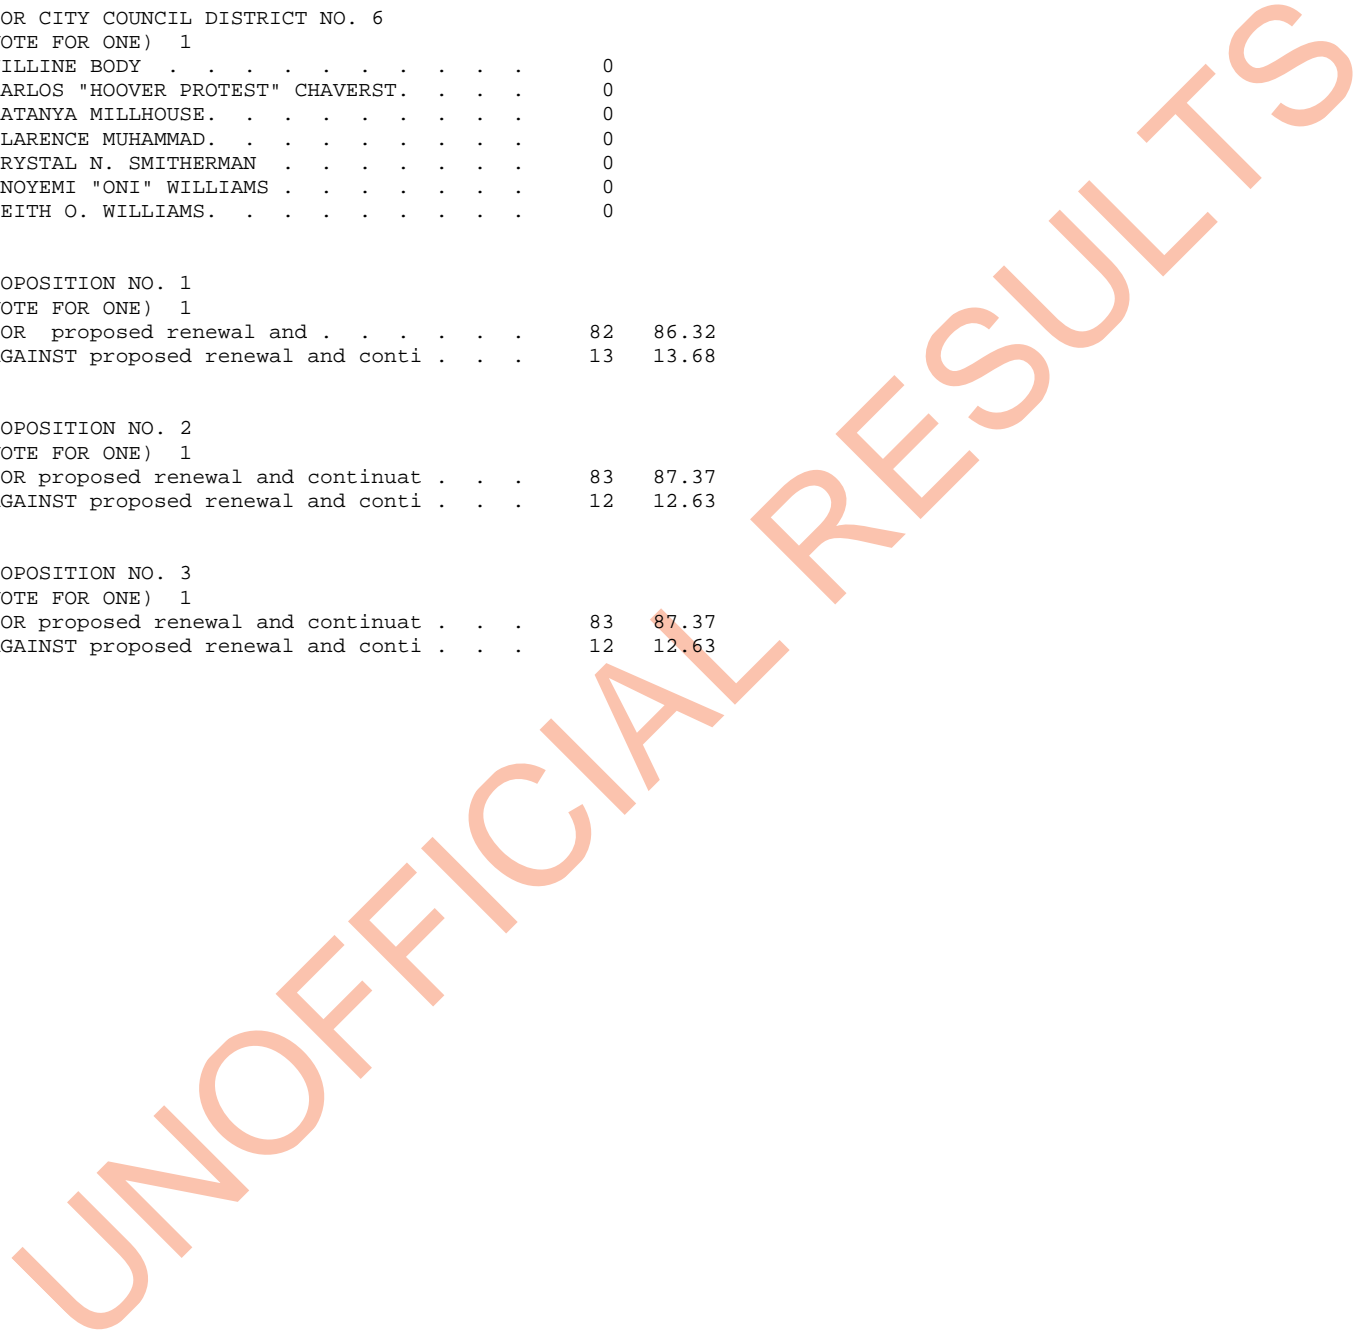 OR CITY COUNCIL DISTRICT NO. 6
OTE FOR ONE) 1
ILLINE BODY . . . . . . . . . . 0
ARLOS "HOOVER PROTEST" CHAVERST. . . . 0
ATANYA MILLHOUSE. . . . . . . . . 0
LARENCE MUHAMMAD. . . . . . . . . 0
RYSTAL N. SMITHERMAN . . . . . . . 0
NOYEMI "ONI" WILLIAMS . . . . . . . 0
EITH O. WILLIAMS. . . . . . . . . 0
OPOSITION NO. 1
OTE FOR ONE) 1
OR proposed renewal and . . . . . . 82 86.32
GAINST proposed renewal and conti . . . 13 13.68
OPOSITION NO. 2
OTE FOR ONE) 1
OR proposed renewal and continuat . . . 83 87.37
GAINST proposed renewal and conti . . . 12 12.63
OPOSITION NO. 3
OTE FOR ONE) 1
OR proposed renewal and continuat . . . 83 87.37
GAINST proposed renewal and conti . . . 12 12.63
UNOFFICIAL RESULTS